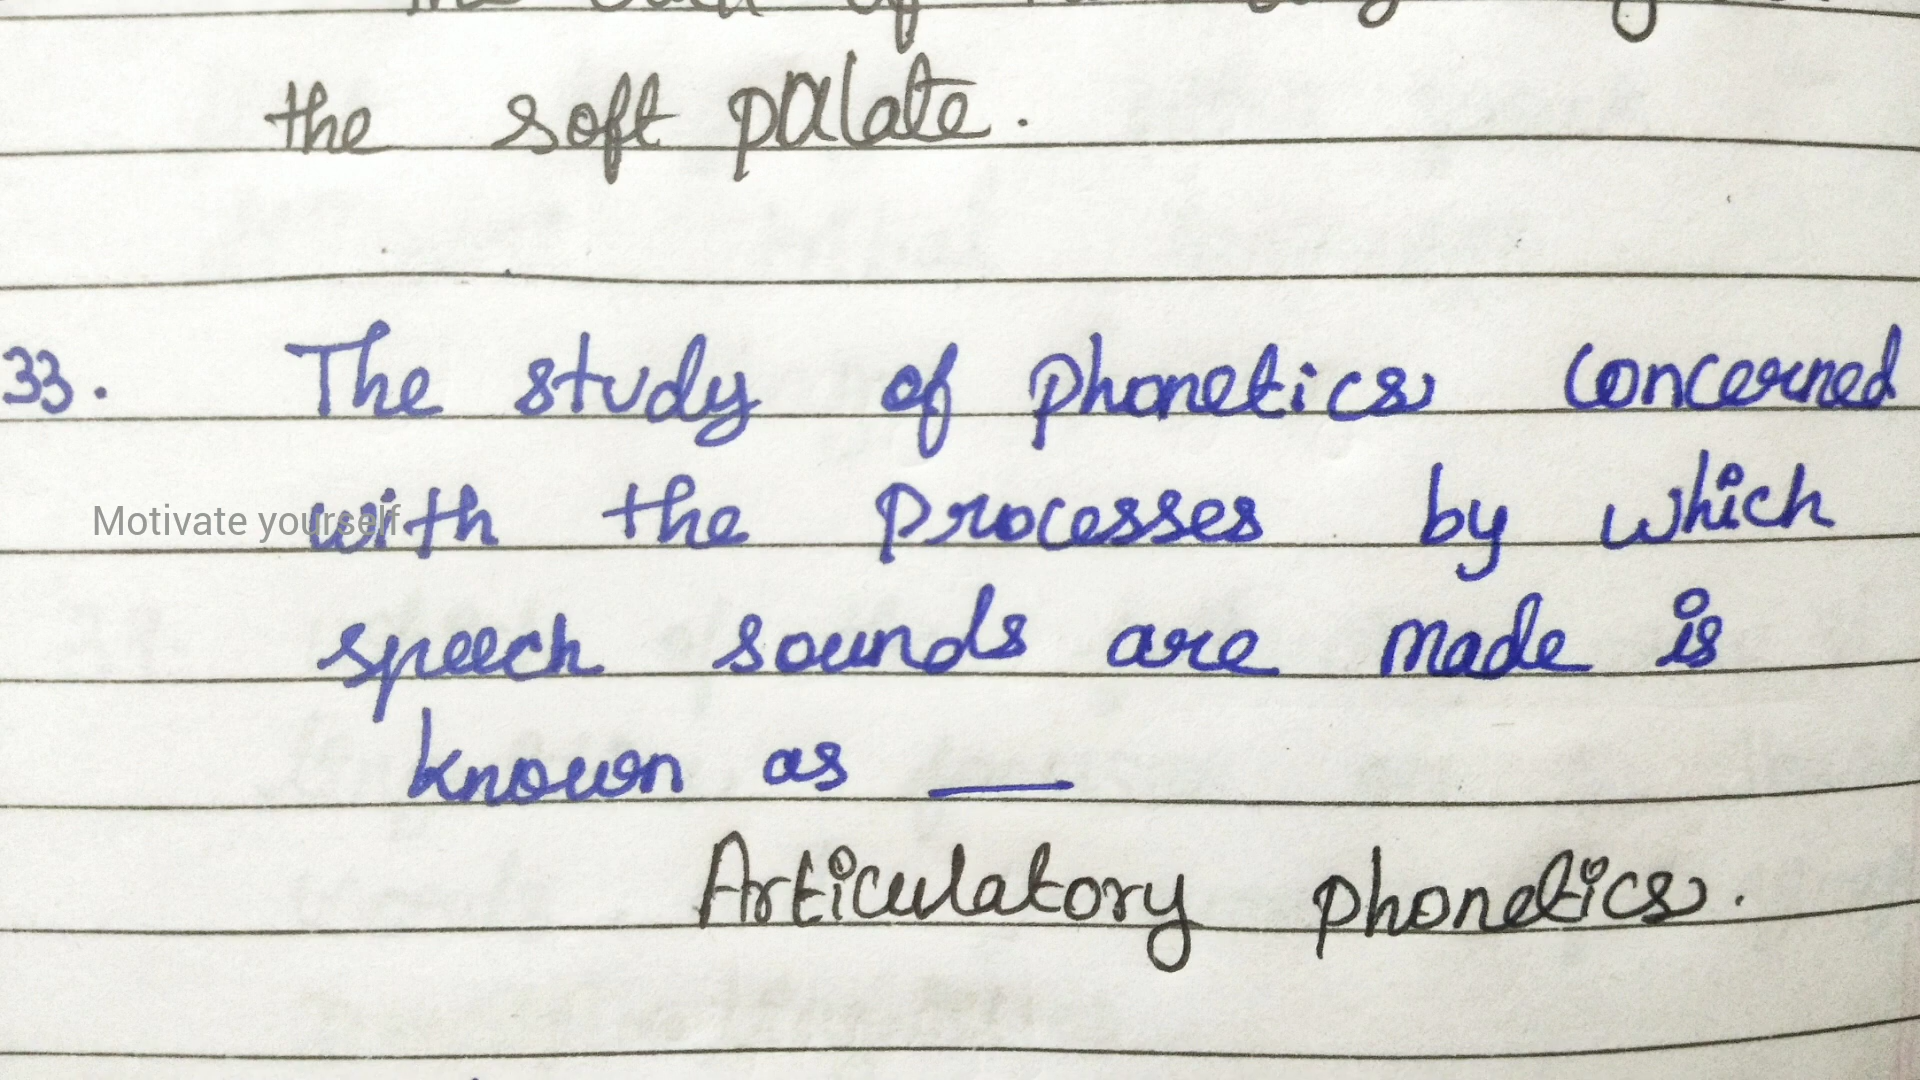 the soft palate.
33. The study of phonetics concerned
with the processes by which
Motivate yourself
speech sounds are made is
known as ___
Articulatory phonetics.